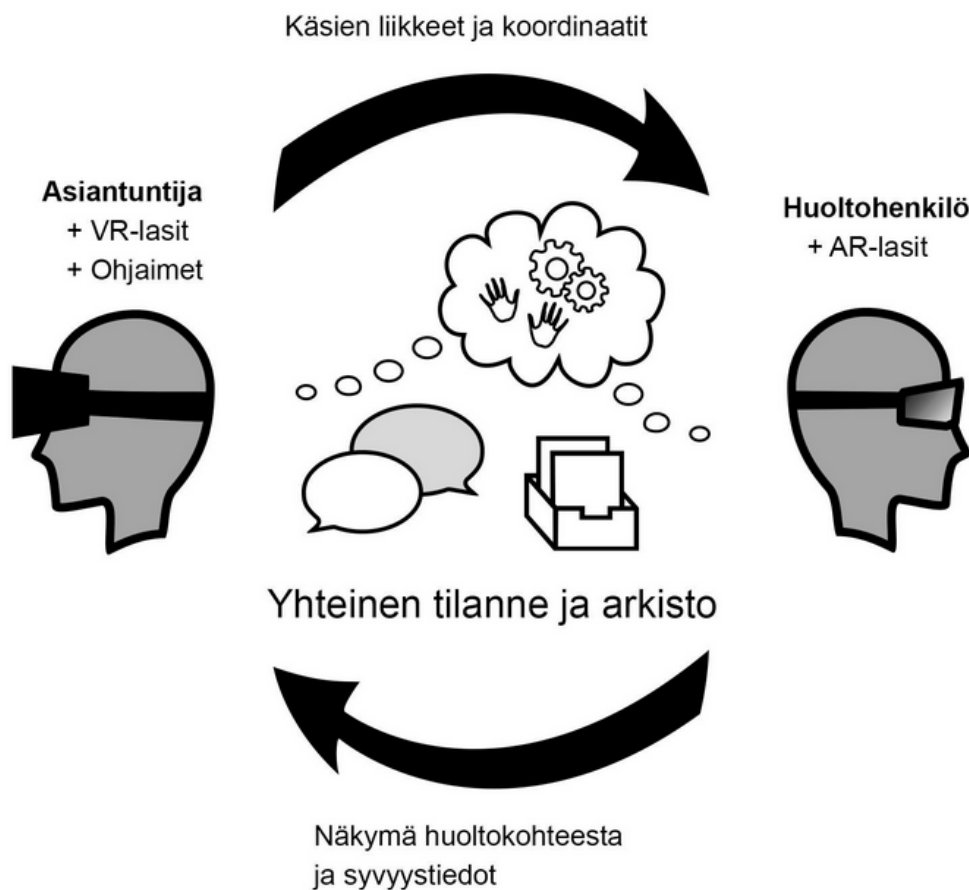 Käsien liikkeet ja koordinaatit
Asiantuntija
+ VR-lasit
+ Ohjaimet
Huoltohenkilö
+ AR-lasit
Yhteinen tilanne ja arkisto
Näkymä huoltokohteesta
ja syvyystiedot